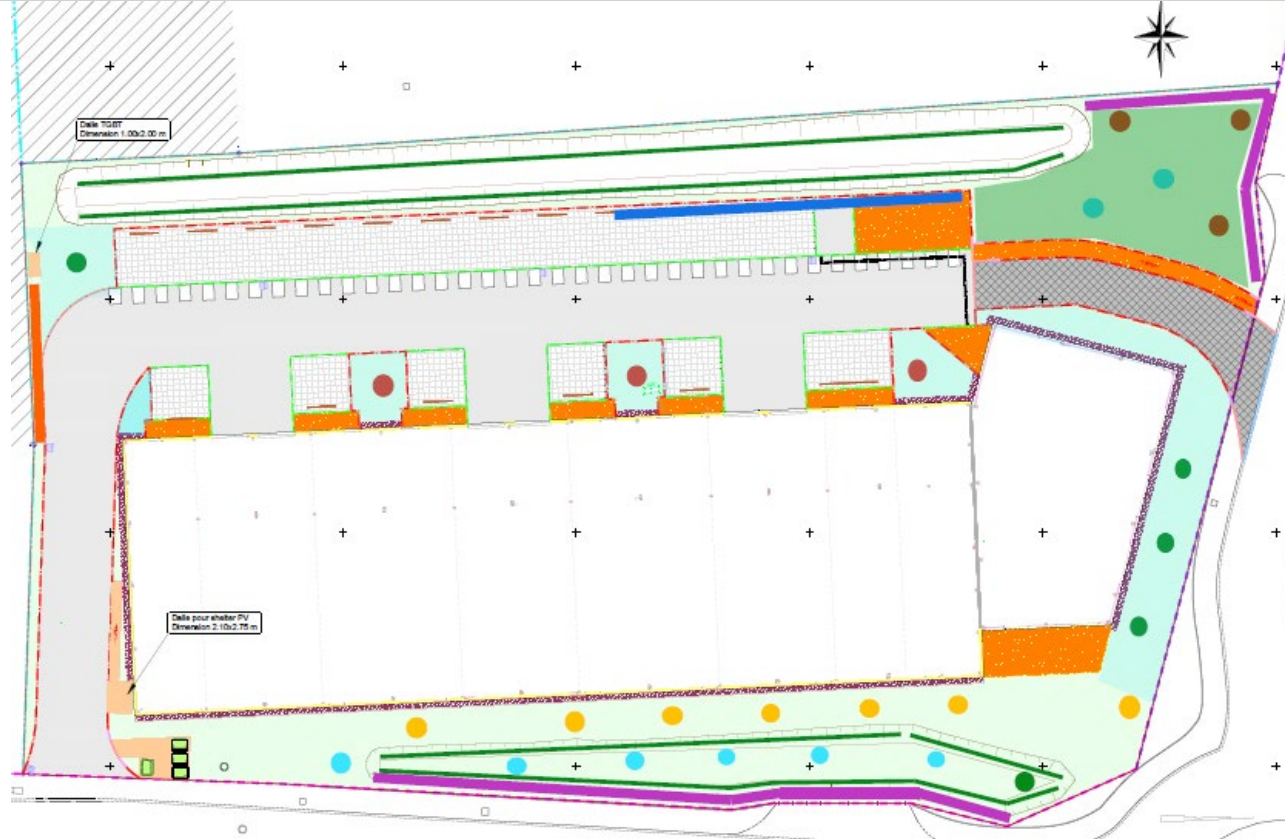 Dalle TGBT
Dimension 1.00x2.00 m
Dalle pour shelter PV
Dimension 2.10x2.75 m